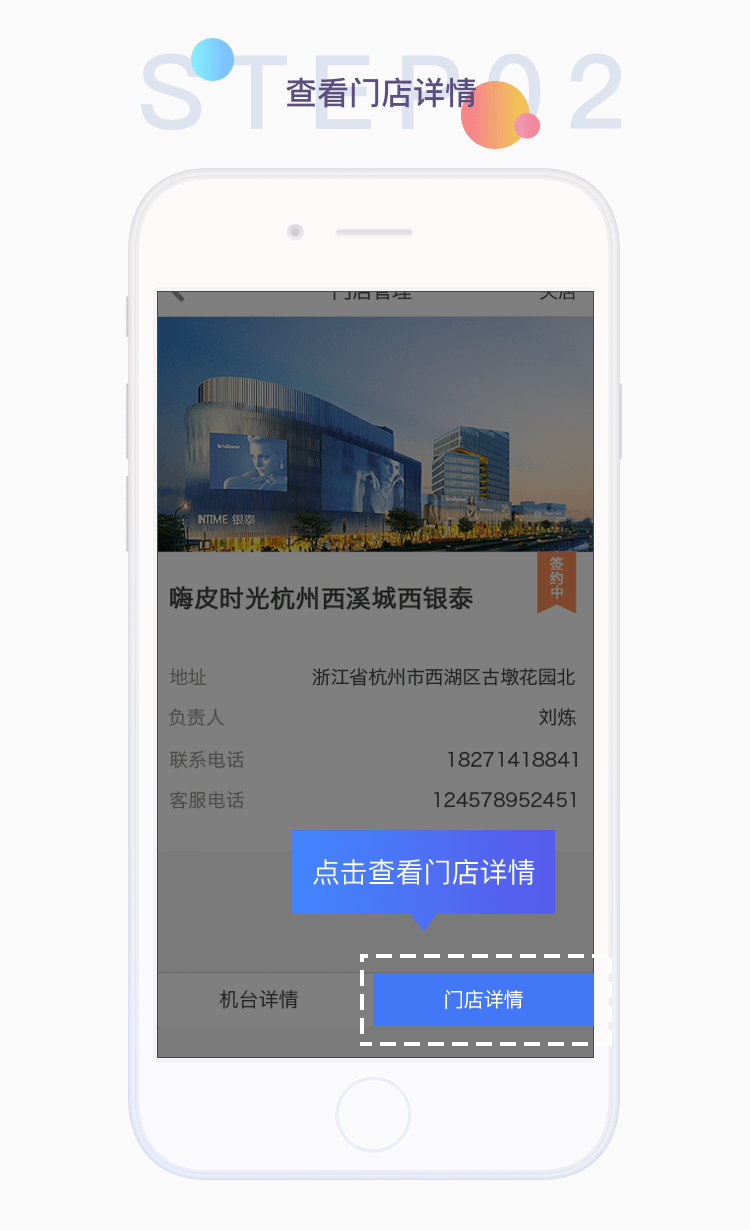 STEP02
查看门店详情
门店管理
INTIME 银泰
签约中
嗨皮时光杭州西溪城西银泰
地址 浙江省杭州市西湖区古墩花园北
负责人 刘炼
联系电话 18271418841
客服电话 124578952451
点击查看门店详情
机台详情 门店详情